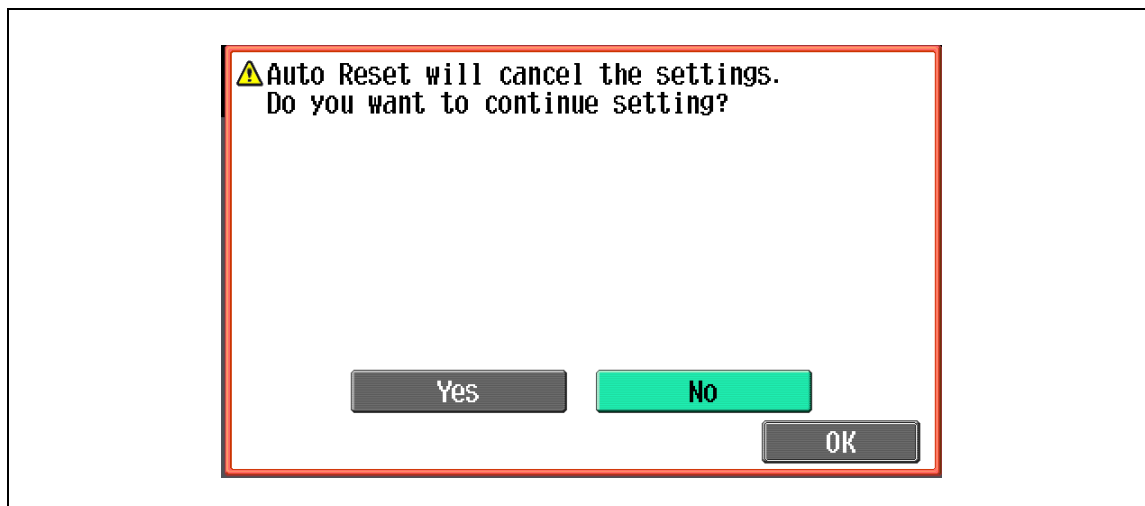 Auto Reset will cancel the settings.
Do you want to continue setting?
Yes No
OK